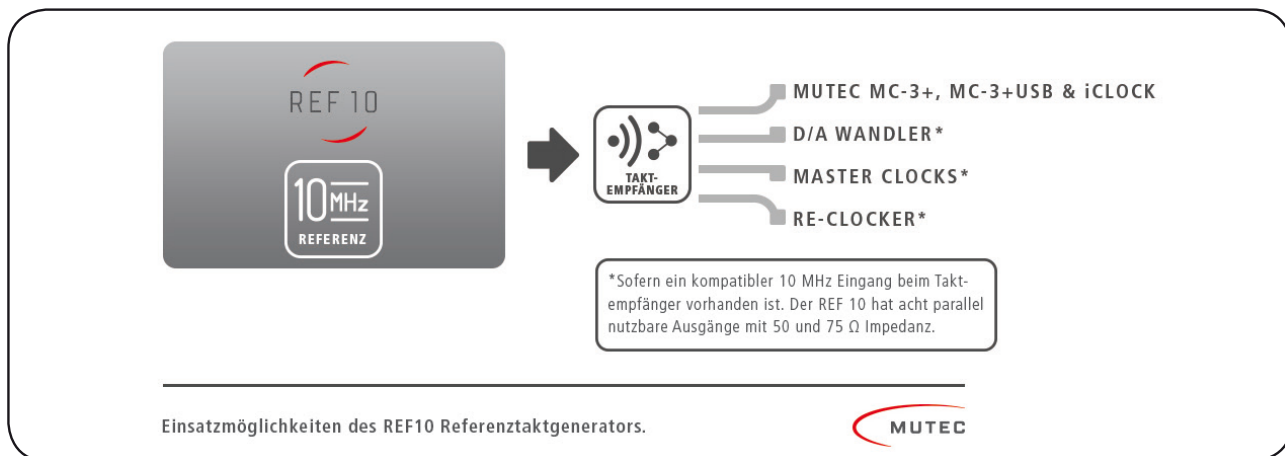 REF 10
10 MHz
REFERENZ
TAKT-
EMPFÄNGER
MUTEC MC-3+, MC-3+USB & iCLOCK
D/A WANDLER*
MASTER CLOCKS*
RE-CLOCKER*
*Sofern ein kompatibler 10 MHz Eingang beim Takt-
empfänger vorhanden ist. Der REF 10 hat acht parallel
nutzbare Ausgänge mit 50 und 75 Ω Impedanz.
Einsatzmöglichkeiten des REF10 Referenztaktgenerators.
MUTEC